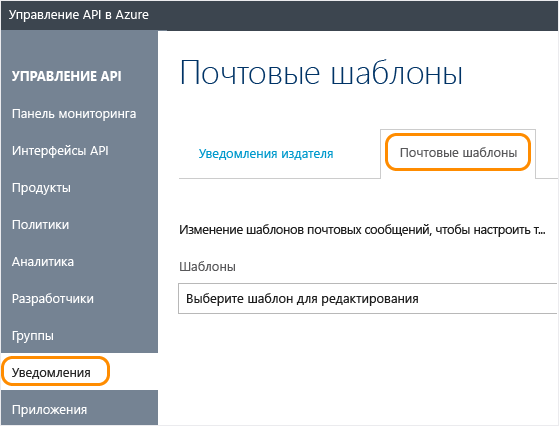 Управление API в Azure
УПРАВЛЕНИЕ API
Панель мониторинга
Интерфейсы API
Продукты
Политики
Аналитика
Разработчики
Группы
Уведомления
Приложения
Почтовые шаблоны
Уведомления издателя
Почтовые шаблоны
Изменение шаблонов почтовых сообщений, чтобы настроить т...
Шаблоны
Выберите шаблон для редактирования